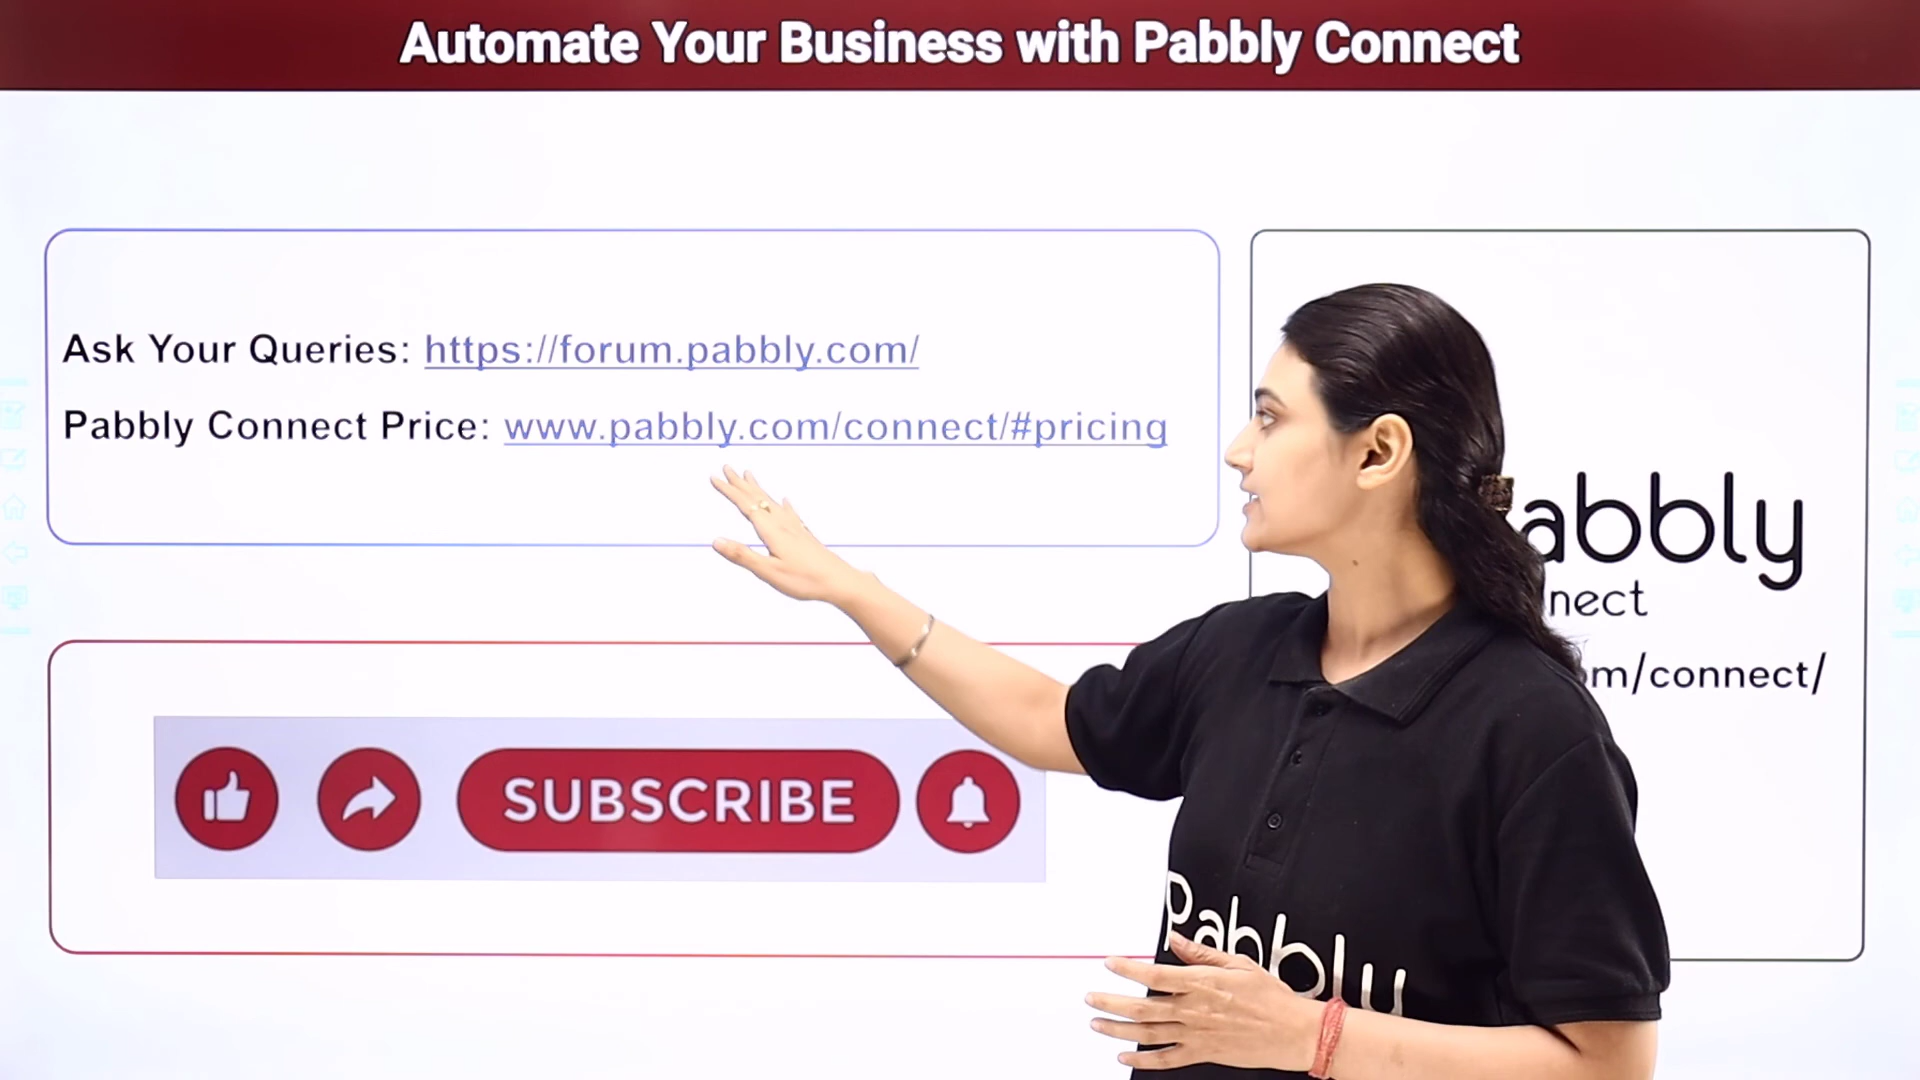 Automate Your Business with Pabbly Connect
Ask Your Queries: https://forum.pabbly.com/
Pabbly Connect Price: www.pabbly.com/connect/#pricing
SUBSCRIBE
abbly
nect
om/connect/
Pabbly